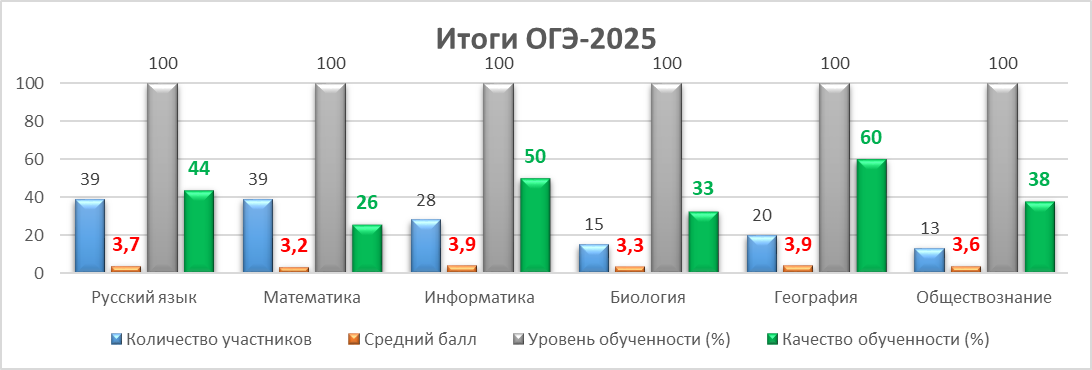 Итоги ОГЭ-2025
100 100 100 100 100 100
100
80
60
40
20
0
39 3,7 44
39 3,2 26
28 3,9 50
15 3,3 33
20 3,9 60
13 3,6 38
Русский язык Математика Информатика Биология География Обществознание
Количество участников Средний балл Уровень обученности (%) Качество обученности (%)